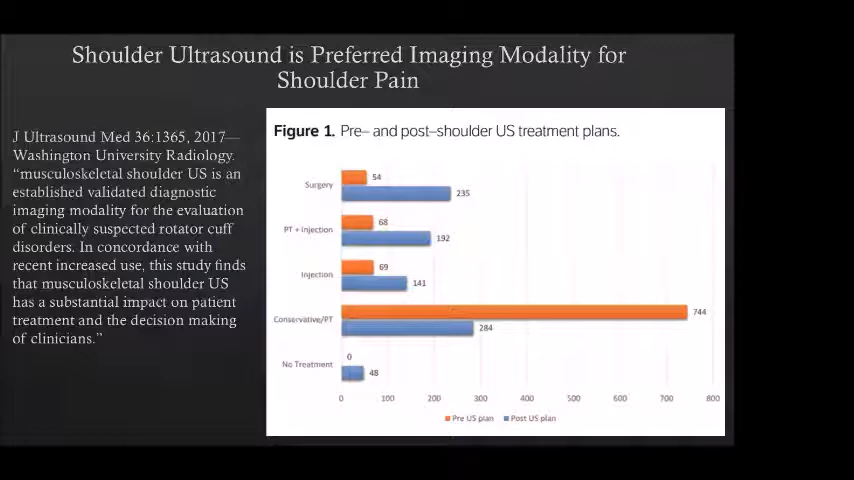 Shoulder Ultrasound is Preferred Imaging Modality for
Shoulder Pain
J Ultrasound Med 36:1365, 2017—
Washington University Radiology.
“musculoskeletal shoulder US is an
established validated diagnostic
imaging modality for the evaluation
of clinically suspected rotator cuff
disorders. In concordance with
recent increased use, this study finds
that musculoskeletal shoulder US
has a substantial impact on patient
treatment and the decision making
of clinicians.”
Figure 1. Pre– and post–shoulder US treatment plans.
Surgery
54
235
PT + Injection
68
192
Injection
69
141
Conservative/PT
744
284
No Treatment
0
48
0 100 200 300 400 500 600 700 800
Pre US plan Post US plan